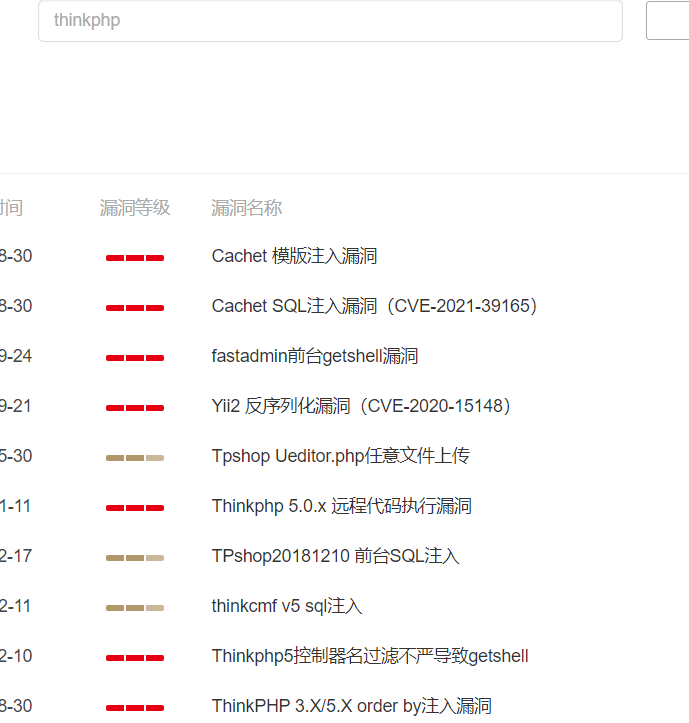 thinkphp
时间 漏洞等级 漏洞名称
8-30 Cachet 模版注入漏洞
8-30 Cachet SQL注入漏洞（CVE-2021-39165）
9-24 fastadmin前台getshell漏洞
9-21 Yii2 反序列化漏洞（CVE-2020-15148）
5-30 Tpshop Ueditor.php任意文件上传
1-11 Thinkphp 5.0.x 远程代码执行漏洞
2-17 TPshop20181210 前台SQL注入
2-11 thinkcmf v5 sql注入
2-10 Thinkphp5控制器名过滤不严导致getshell
8-30 ThinkPHP 3.X/5.X order by注入漏洞